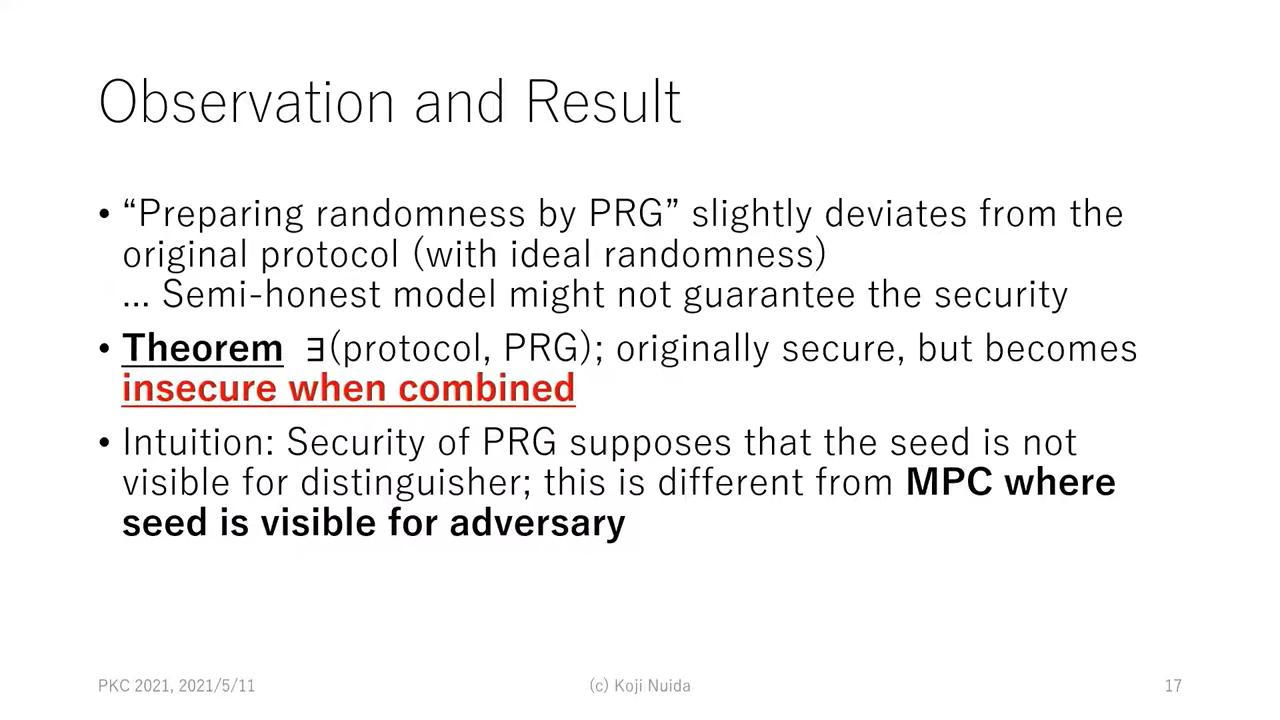 Observation and Result
• “Preparing randomness by PRG” slightly deviates from the
original protocol (with ideal randomness)
... Semi-honest model might not guarantee the security
• Theorem ∃(protocol, PRG); originally secure, but becomes
insecure when combined
• Intuition: Security of PRG supposes that the seed is not
visible for distinguisher; this is different from MPC where
seed is visible for adversary
PKC 2021, 2021/5/11
(c) Koji Nuida
17